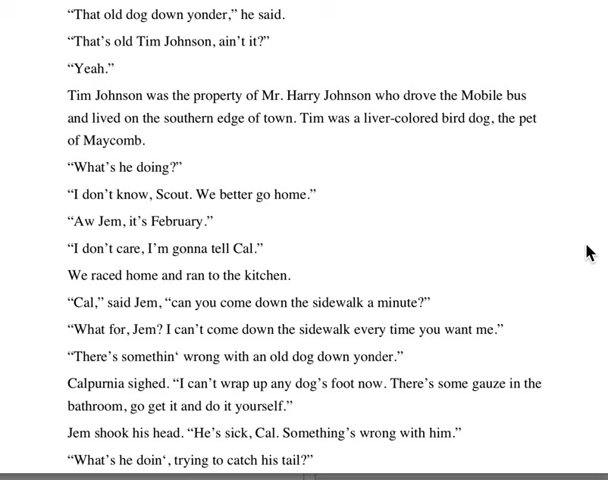 “That old dog down yonder,” he said.
“That’s old Tim Johnson, ain’t it?”
“Yeah.”
Tim Johnson was the property of Mr. Harry Johnson who drove the Mobile bus
and lived on the southern edge of town. Tim was a liver-colored bird dog, the pet
of Maycomb.
“What’s he doing?”
“I don’t know, Scout. We better go home.”
“Aw Jem, it’s February.”
“I don’t care, I’m gonna tell Cal.”
We raced home and ran to the kitchen.
“Cal,” said Jem, “can you come down the sidewalk a minute?”
“What for, Jem? I can’t come down the sidewalk every time you want me.”
“There’s somethin‘ wrong with an old dog down yonder.”
Calpurnia sighed. “I can’t wrap up any dog’s foot now. There’s some gauze in the
bathroom, go get it and do it yourself.”
Jem shook his head. “He’s sick, Cal. Something’s wrong with him.”
“What’s he doin‘, trying to catch his tail?”